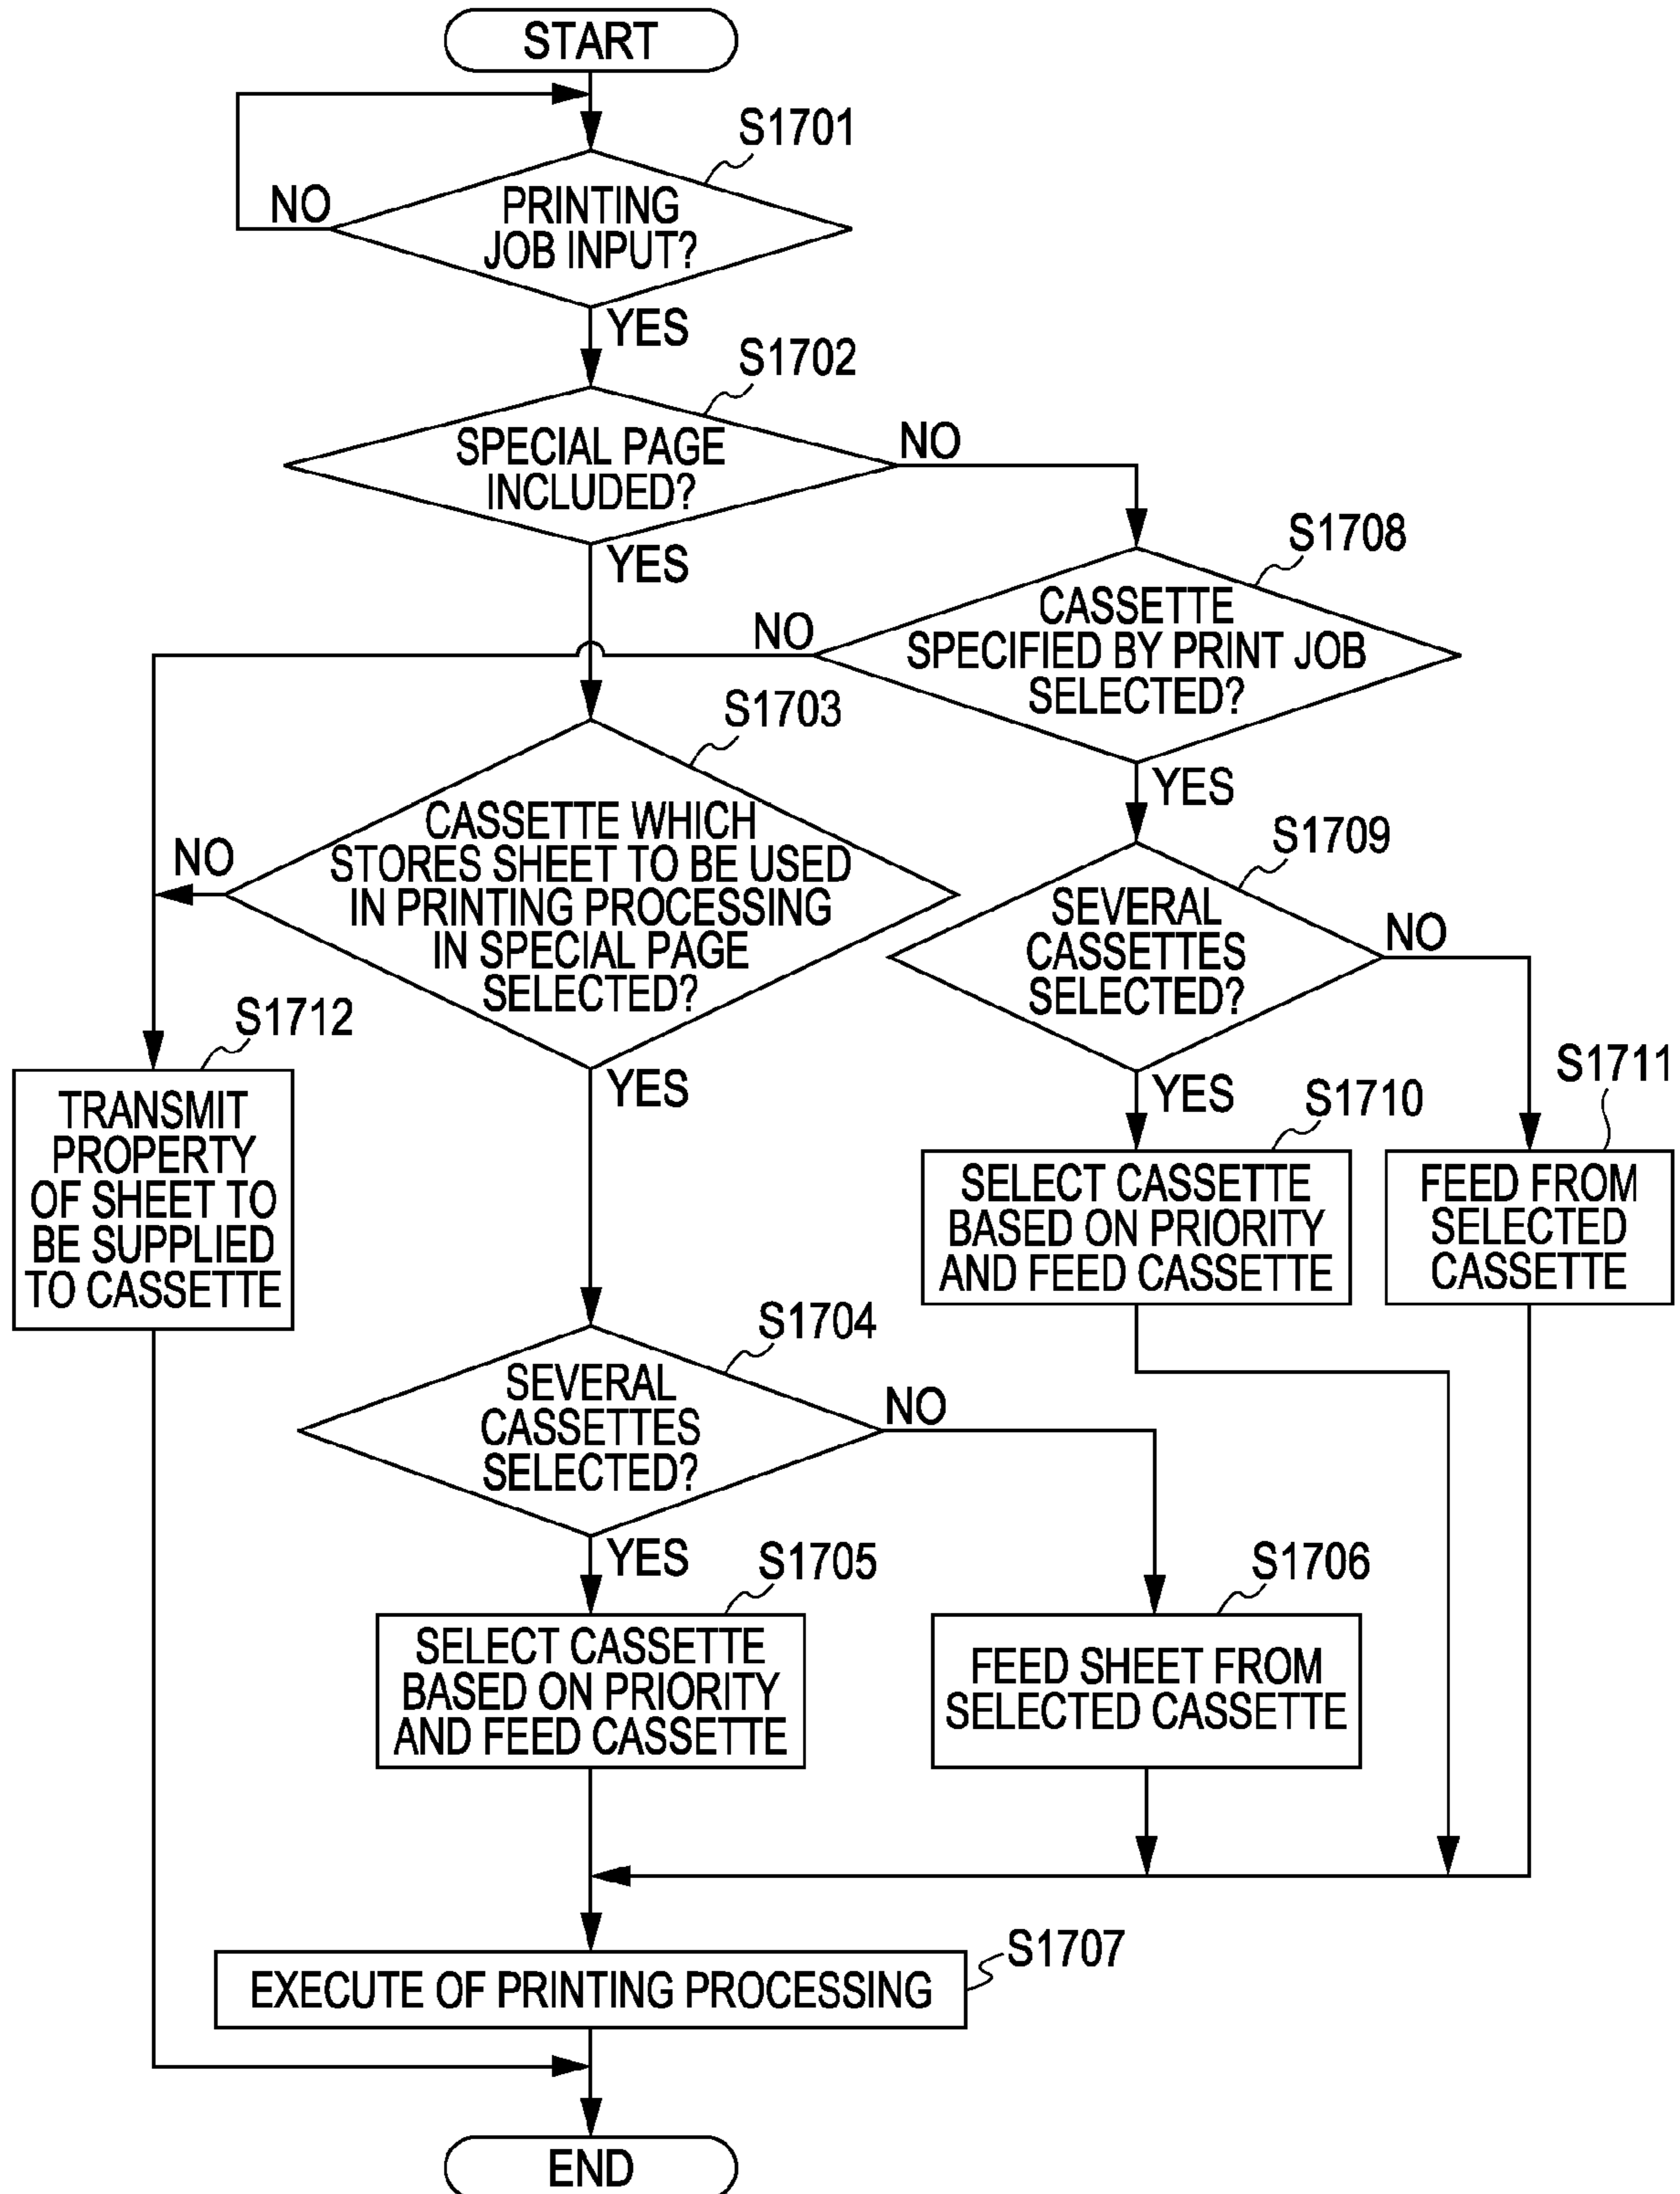 START
S1701
NO
PRINTING
JOB INPUT?
YES
S1702
SPECIAL PAGE
INCLUDED?
NO
YES
S1708
CASSETTE
SPECIFIED BY PRINT JOB
SELECTED?
NO
S1703
YES
CASSETTE WHICH
STORES SHEET TO BE USED
IN PRINTING PROCESSING
IN SPECIAL PAGE
SELECTED?
NO
S1709
SEVERAL
CASSETTES
SELECTED?
NO
S1712
TRANSMIT
PROPERTY
OF SHEET TO
BE SUPPLIED
TO CASSETTE
YES
YES
S1710
SELECT CASSETTE
BASED ON PRIORITY
AND FEED CASSETTE
S1711
FEED FROM
SELECTED
CASSETTE
S1704
SEVERAL
CASSETTES
SELECTED?
NO
YES
S1705
SELECT CASSETTE
BASED ON PRIORITY
AND FEED CASSETTE
S1706
FEED SHEET FROM
SELECTED CASSETTE
S1707
EXECUTE OF PRINTING PROCESSING
END